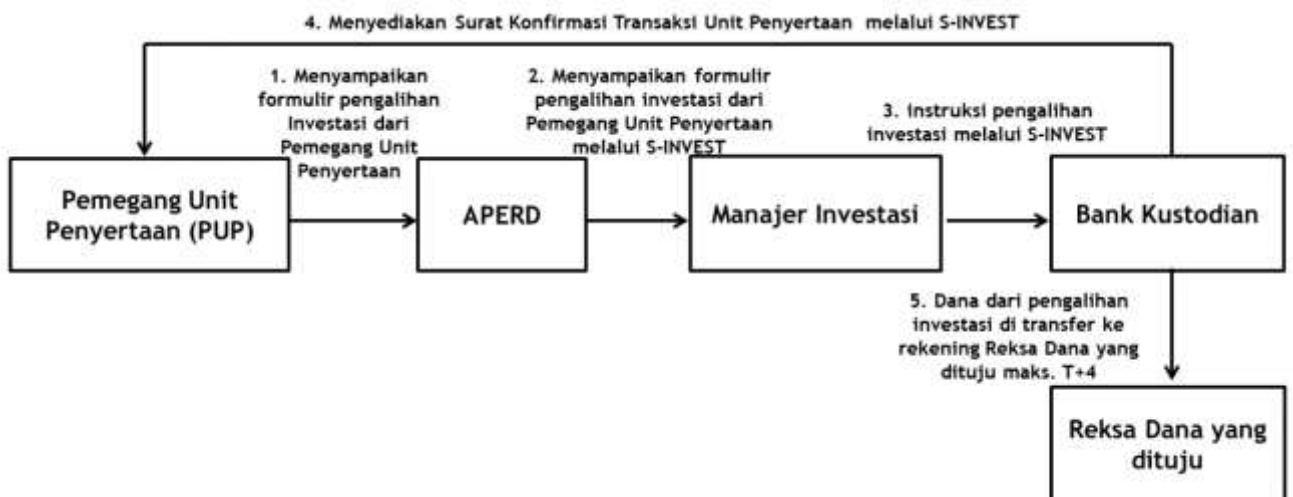 4. Menyediakan Surat Konfirmasi Transaksi Unit Penyertaan melalui S-INVEST
1. Menyampaikan
formulir pengalihan
Investasi dari
Pemegang Unit
Penyertaan
2. Menyampaikan formulir
pengalihan investasi dari
Pemegang Unit Penyertaan
melalui S-INVEST
3. instruksi pengalihan
investasi melalui S-INVEST
Pemegang Unit
Penyertaan (PUP)
APERD
Manajer Investasi
Bank Kustodian
5. Dana dari pengalihan
investasi di transfer ke
rekening Reksa Dana yang
dituju maks. T+4
Reksa Dana yang
dituju